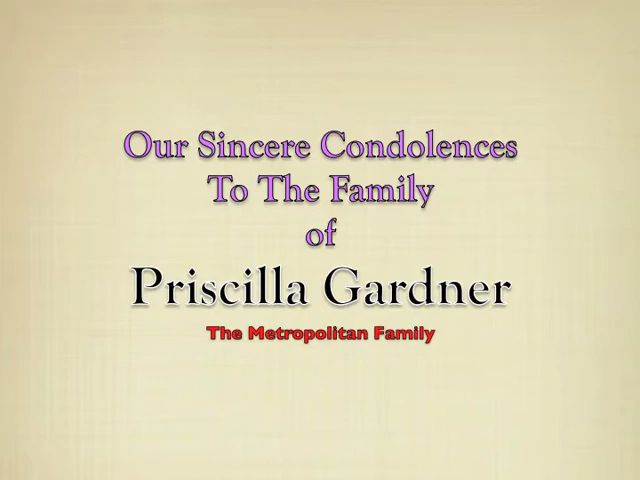 Our Sincere Condolences
To The Family
of
Priscilla Gardner
The Metropolitan Family